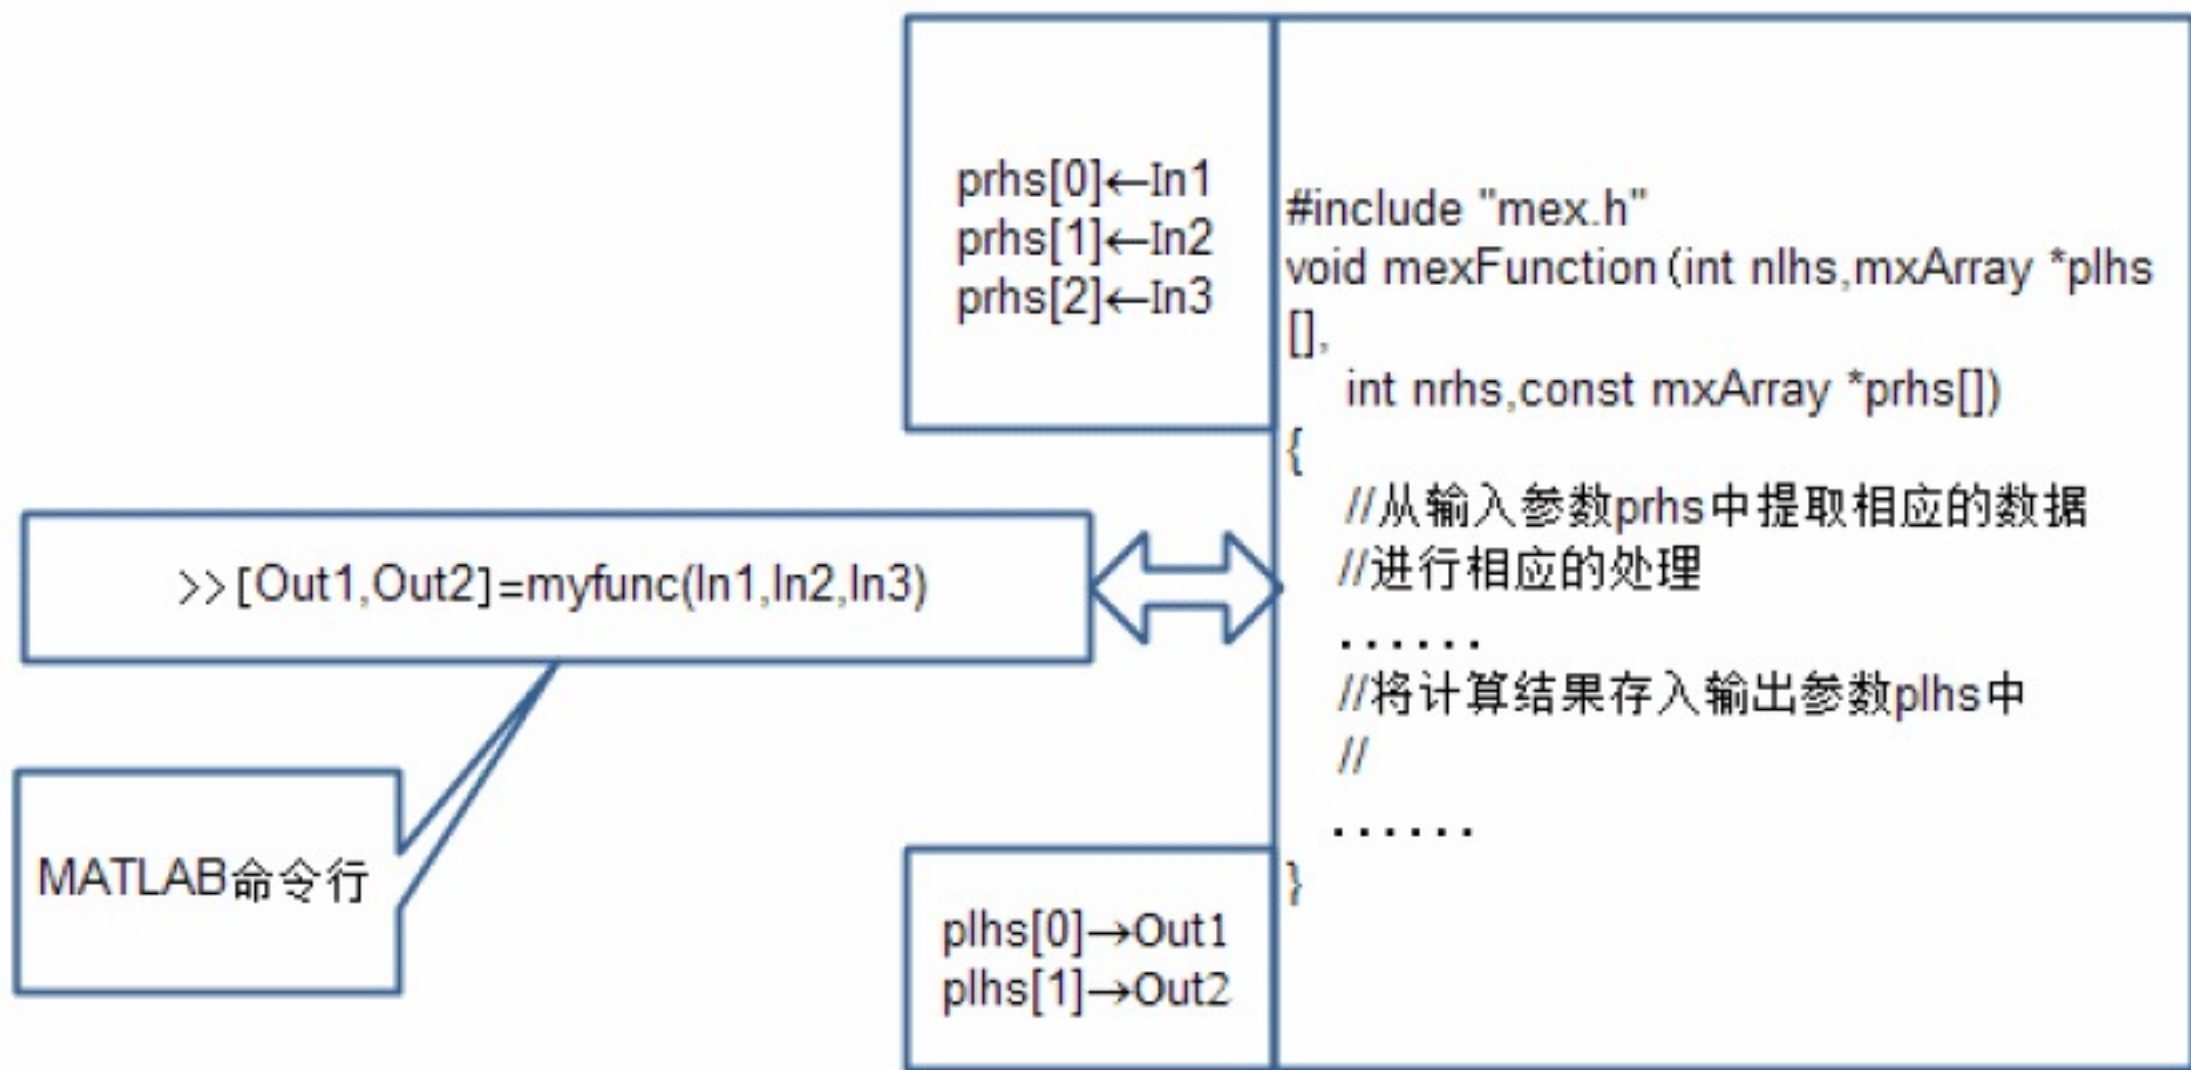 prhs[0]←In1
prhs[1]←In2
prhs[2]←In3
#include "mex.h"
void mexFunction(int nlhs,mxArray *plhs
[],
int nrhs,const mxArray *prhs[])
{
//从输入参数prhs中提取相应的数据
//进行相应的处理
......
//将计算结果存入输出参数plhs中
//
......
}
>>[Out1,Out2]=myfunc(In1,In2,In3)
MATLAB命令行
plhs[0]→Out1
plhs[1]→Out2